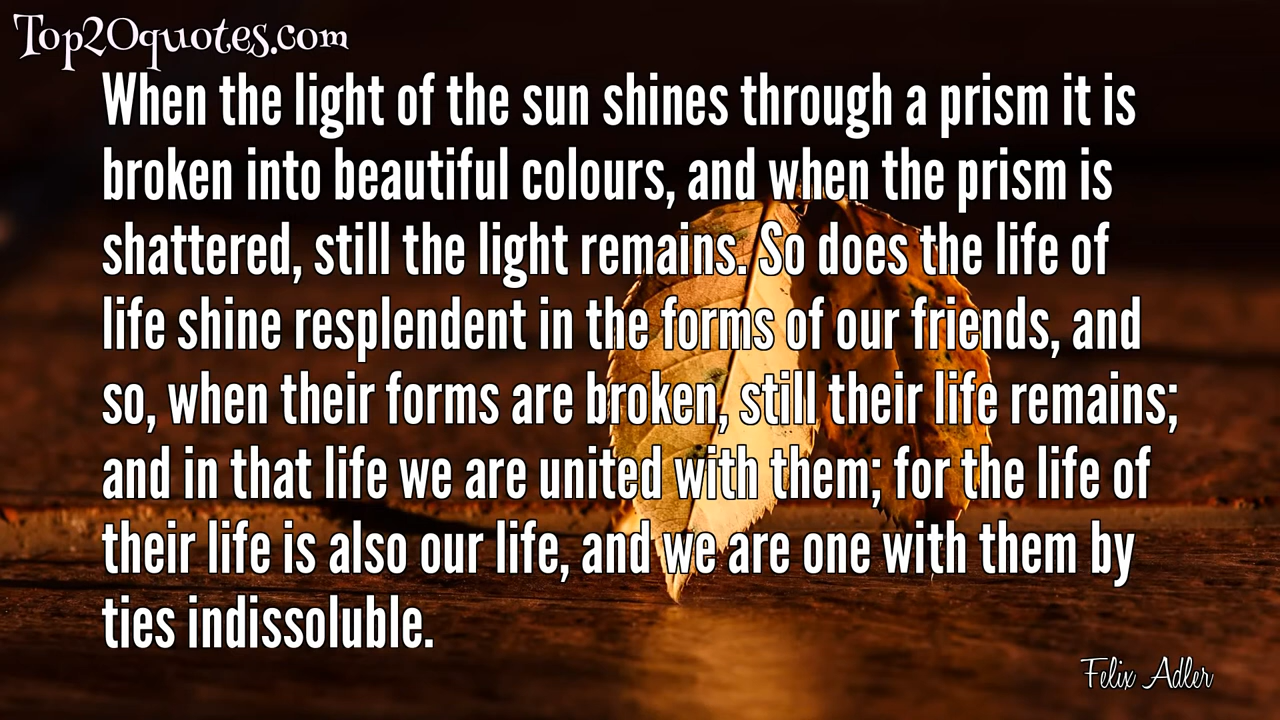 Top20quotes.com
When the light of the sun shines through a prism it is
broken into beautiful colours, and when the prism is
shattered, still the light remains. So does the life of
life shine resplendent in the forms of our friends, and
so, when their forms are broken, still their life remains;
and in that life we are united with them; for the life of
their life is also our life, and we are one with them by
ties indissoluble.
Felix Adler